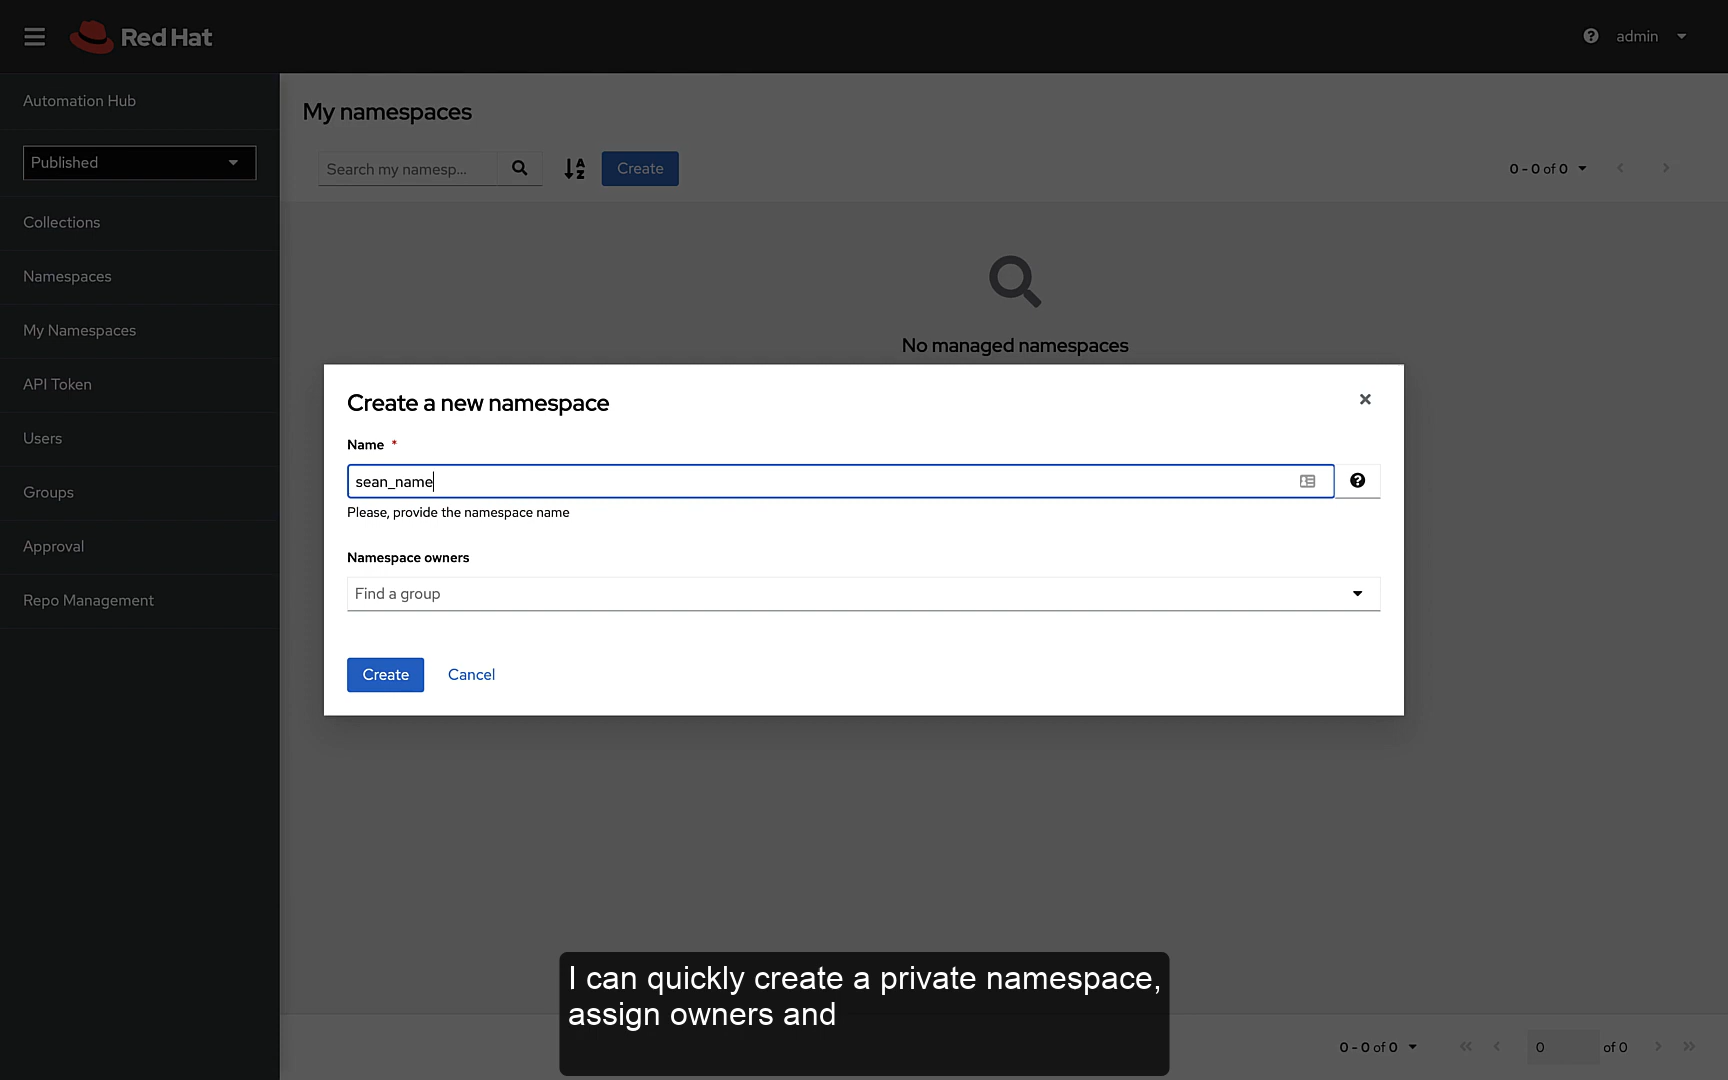 Red Hat
admin
Automation Hub
Published
Collections
Namespaces
My Namespaces
API Token
Users
Groups
Approval
Repo Management
My namespaces
Search my namesp...
Create
0 - 0 of 0
No managed namespaces
Create a new namespace
Name *
sean_name
Please, provide the namespace name
Namespace owners
Find a group
Create
Cancel
I can quickly create a private namespace,
assign owners and
0 - 0 of 0
0
of 0